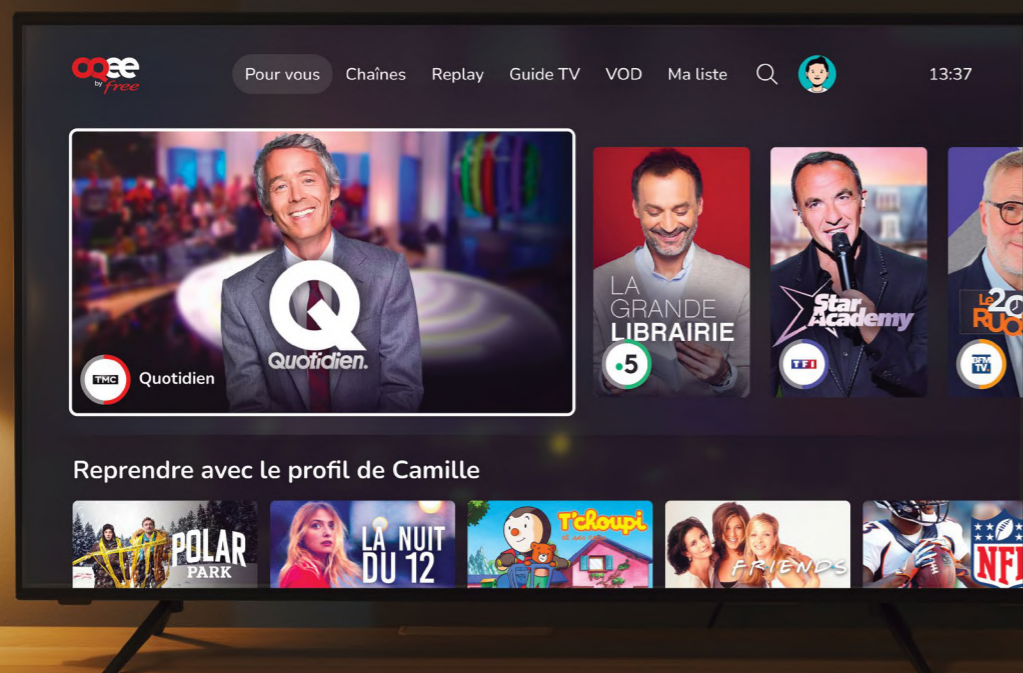 OQEE
by free
Pour vous
Chaînes
Replay
Guide TV
VOD
Ma liste
13:37
Q
Quotidien.
TMC
Quotidien
LA
GRANDE
LIBRAIRIE
•5
Star
Academy
TF1
Le 20
BFM
TV.
Reprendre avec le profil de Camille
POLAR
PARK
LA NUIT
DU 12
T'choupi
FRIENDS
NFL